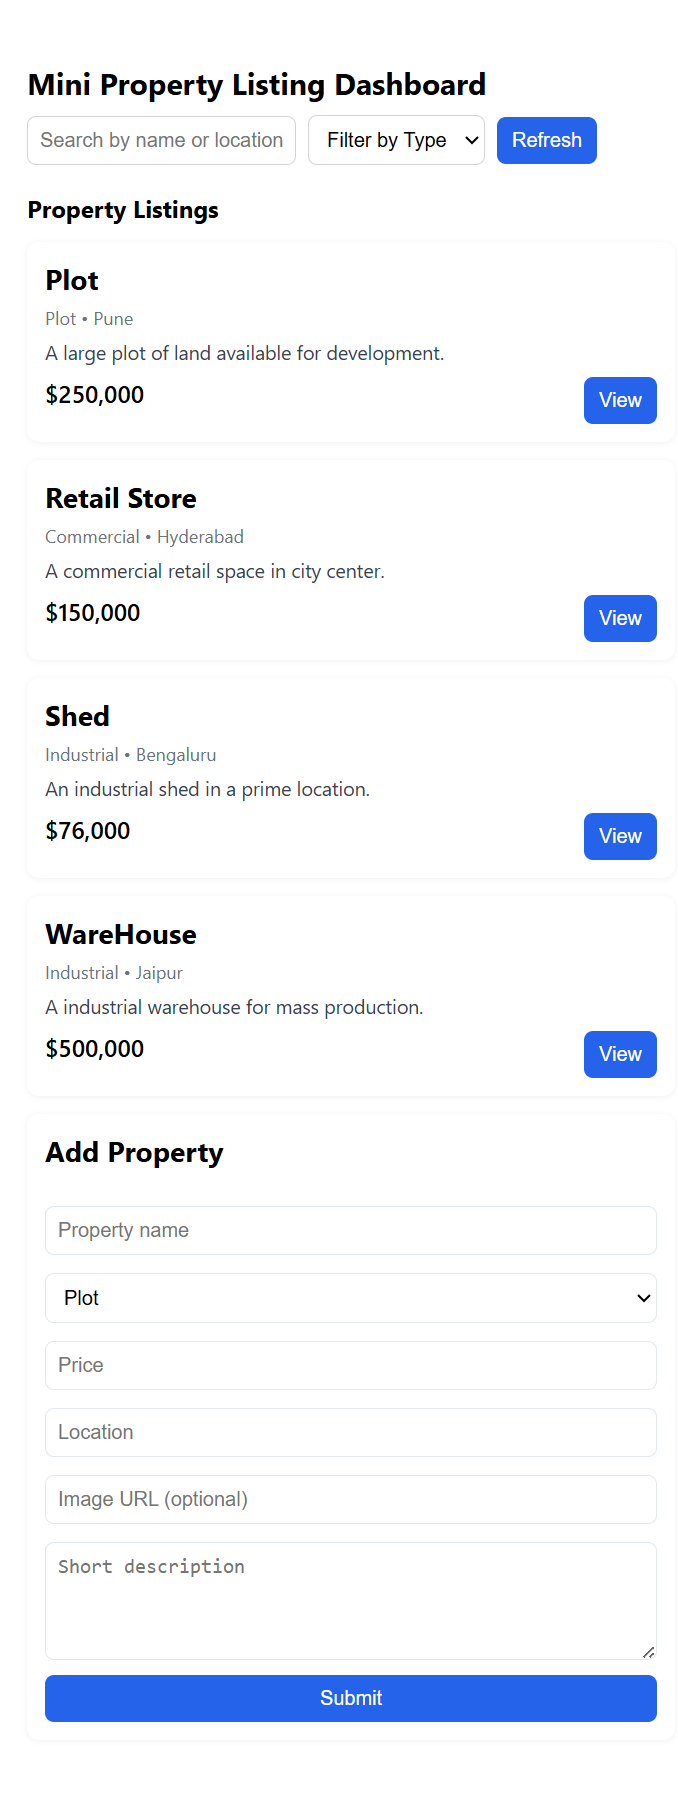 Mini Property Listing Dashboard
Search by name or location
Filter by Type
Refresh
Property Listings
Plot
Plot • Pune
A large plot of land available for development.
$250,000
View
Retail Store
Commercial • Hyderabad
A commercial retail space in city center.
$150,000
View
Shed
Industrial • Bengaluru
An industrial shed in a prime location.
$76,000
View
WareHouse
Industrial • Jaipur
A industrial warehouse for mass production.
$500,000
View
Add Property
Property name
Plot
Price
Location
Image URL (optional)
Short description
Submit